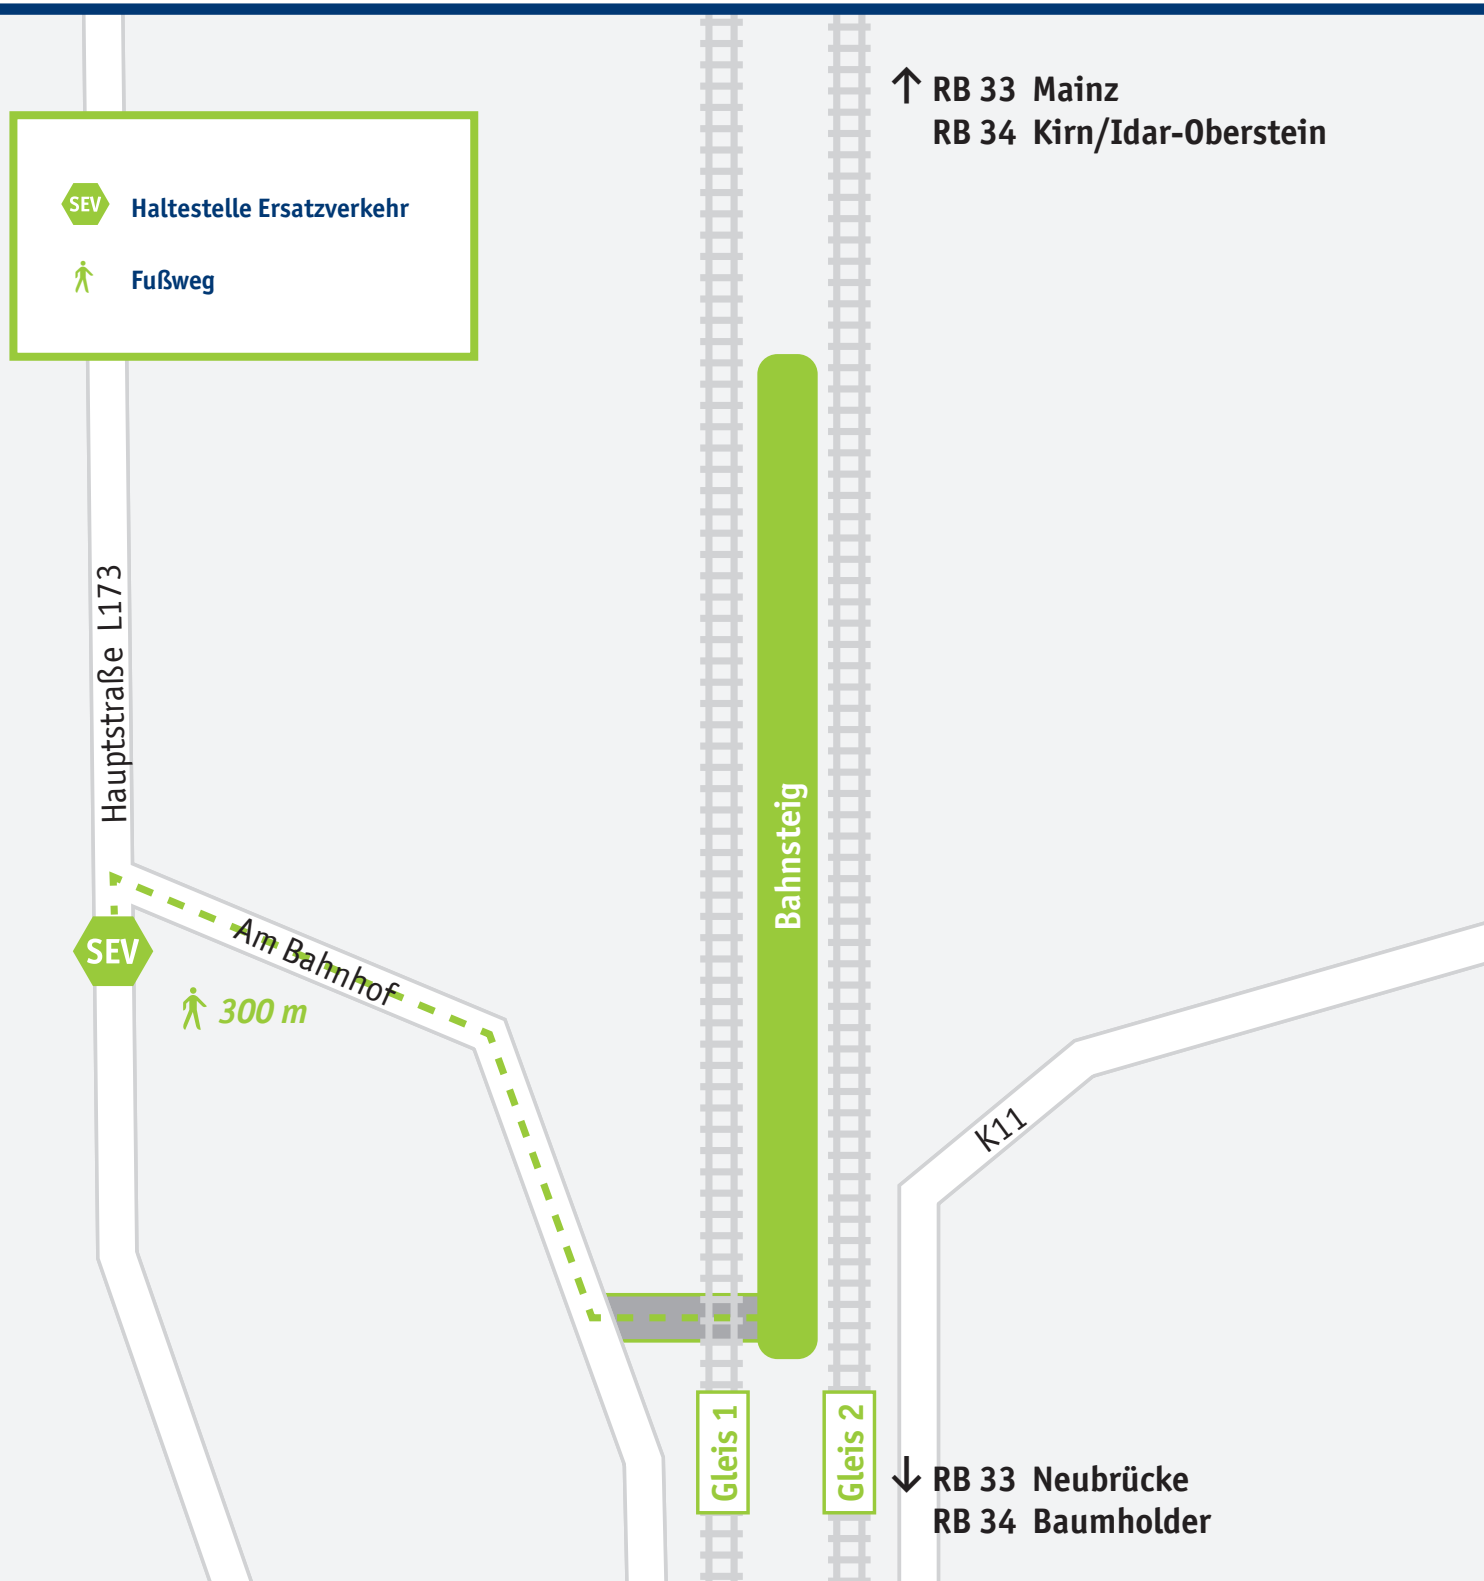 RB 33 Mainz
RB 34 Kirn/Idar-Oberstein
SEV Haltestelle Ersatzverkehr
Fußweg
Hauptstraße L173
Bahnsteig
Am Bahnhof
SEV
300 m
K11
Gleis 1
Gleis 2
RB 33 Neubrücke
RB 34 Baumholder